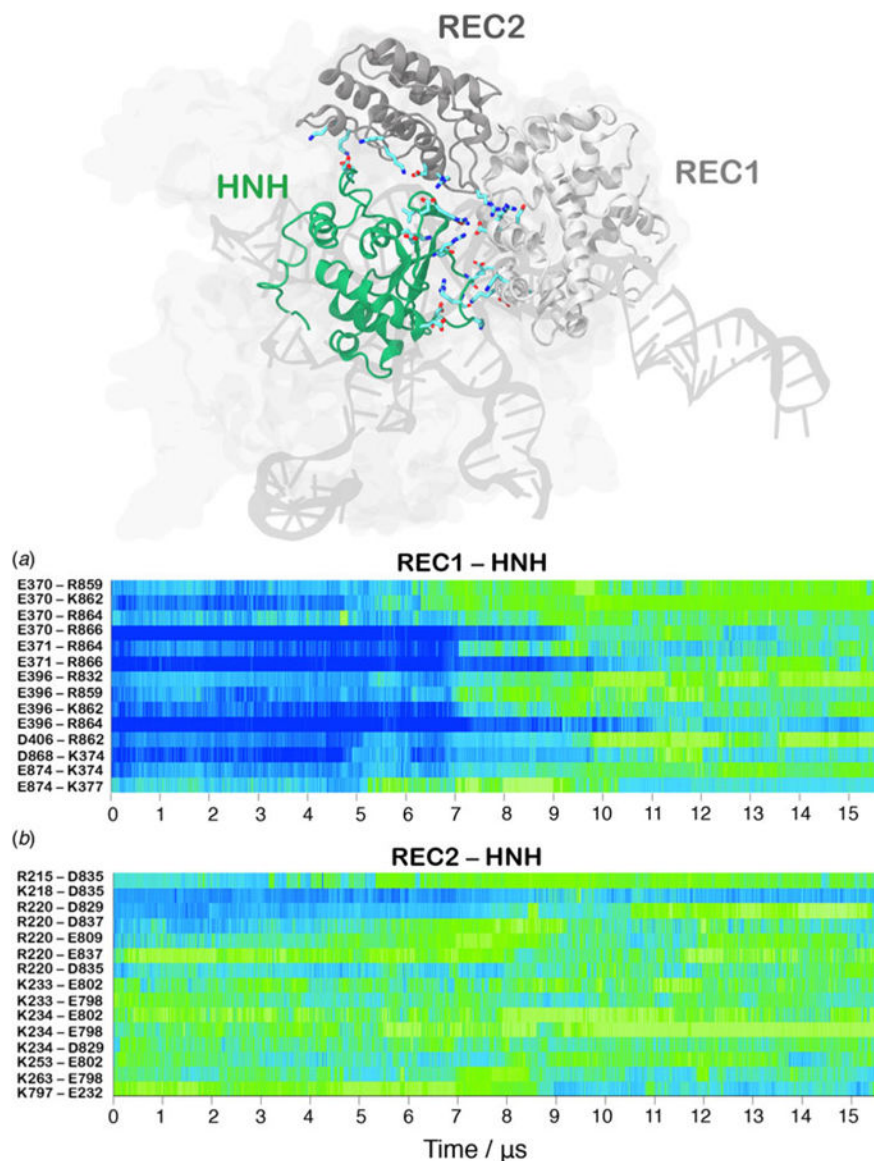 REC2
HNH
REC1
(a)
REC1 – HNH
E370 – R859
E370 – K862
E370 – R864
E370 – R866
E371 – R864
E371 – R866
E396 – R832
E396 – R859
E396 – K862
E396 – R864
D406 – R862
D868 – K374
E874 – K374
E874 – K377
0 1 2 3 4 5 6 7 8 9 10 11 12 13 14 15
(b)
REC2 – HNH
R215 – D835
K218 – D835
R220 – D829
R220 – D837
R220 – E809
R220 – E837
R220 – D835
K233 – E802
K233 – E798
K234 – E802
K234 – E798
K234 – D829
K253 – E802
K263 – E798
K797 – E232
0 1 2 3 4 5 6 7 8 9 10 11 12 13 14 15
Time / μs